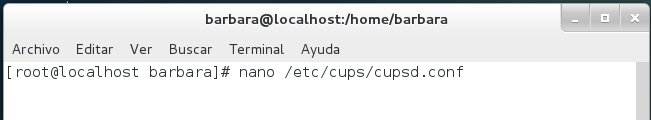 barbara@localhost:/home/barbara
Archivo Editar Ver Buscar Terminal Ayuda
[root@localhost barbara]# nano /etc/cups/cupsd.conf